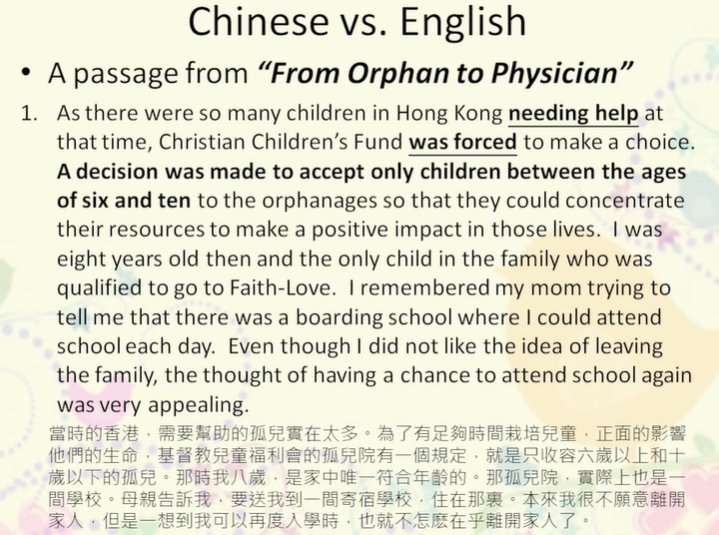 Chinese vs. English
• A passage from “From Orphan to Physician”
1. As there were so many children in Hong Kong needing help at
that time, Christian Children’s Fund was forced to make a choice.
A decision was made to accept only children between the ages
of six and ten to the orphanages so that they could concentrate
their resources to make a positive impact in those lives. I was
eight years old then and the only child in the family who was
qualified to go to Faith-Love. I remembered my mom trying to
tell me that there was a boarding school where I could attend
school each day. Even though I did not like the idea of leaving
the family, the thought of having a chance to attend school again
was very appealing.
當時的香港，需要幫助的孤兒實在太多。為了有足夠時間栽培兒童，正面的影響
他們的生命，基督教兒童福利會的孤兒院有一個規定，就是只收容六歲以上和十
歲以下的孤兒。那時我八歲，是家中唯一符合年齡的。那孤兒院，實際上也是一
間學校。母親告訴我，要送我到一間寄宿學校，住在那裏。本來我很不願意離開
家人，但是一想到我可以再度入學時，也就不怎麽在乎離開家人了。